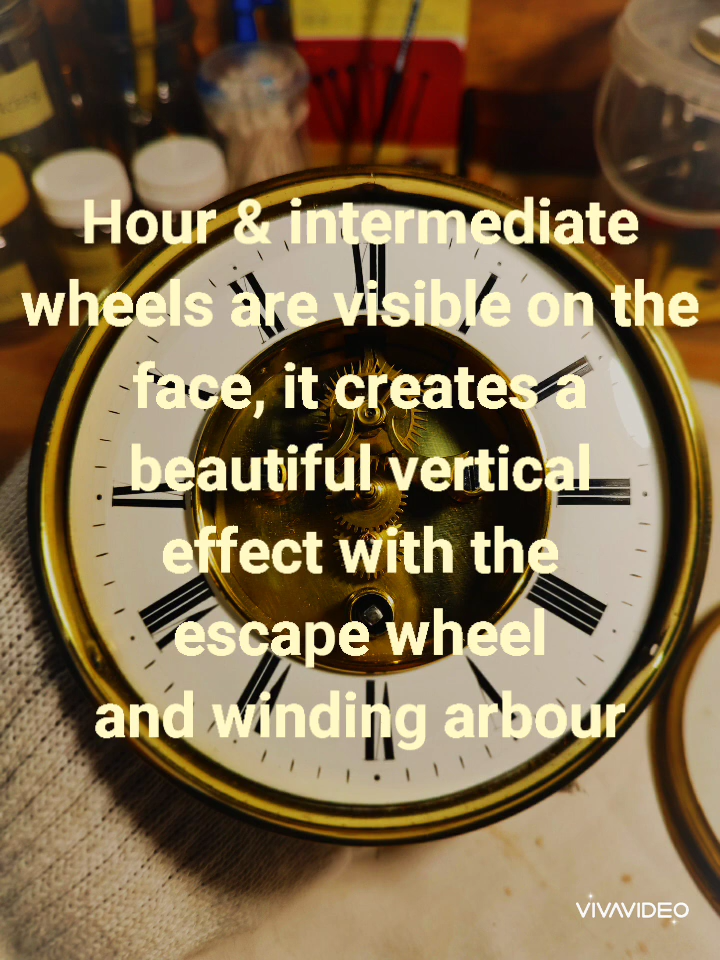 Hour & intermediate
wheels are visible on the
face, it creates a
beautiful vertical
effect with the
escape wheel
and winding arbour
VIVAVIDEO